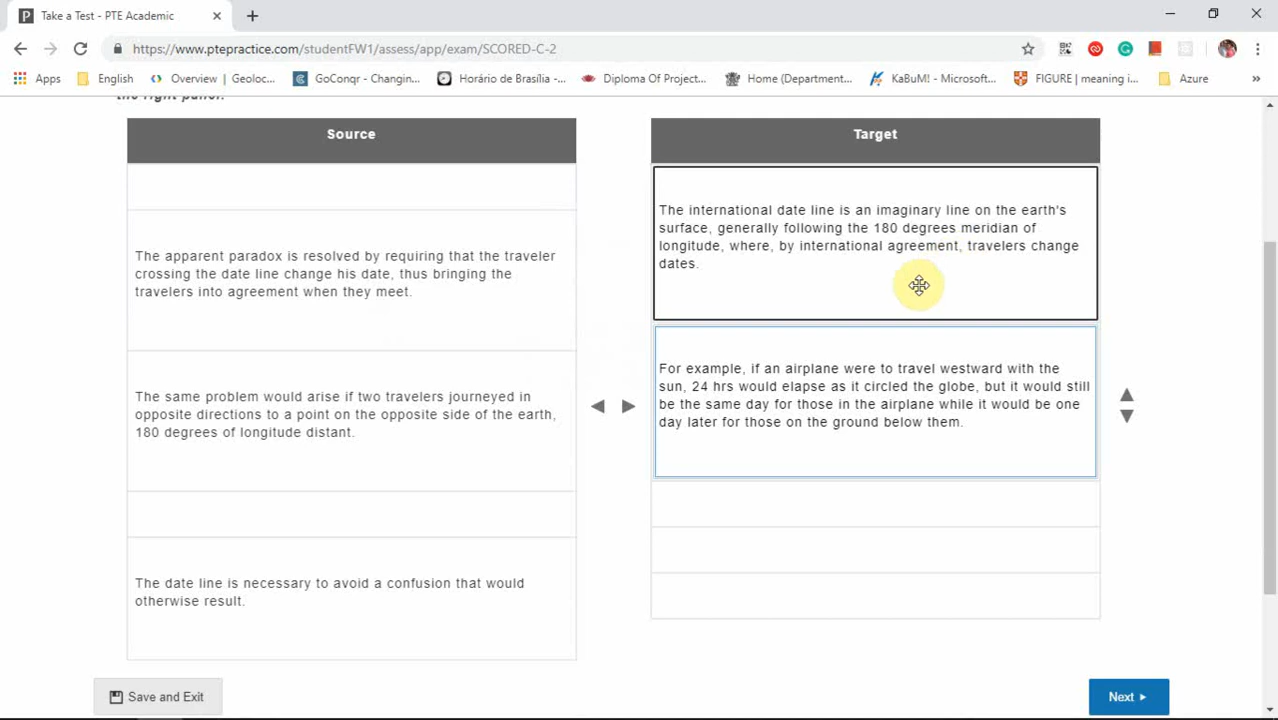 Take a Test - PTE Academic
https://www.ptepractice.com/studentFW1/assess/app/exam/SCORED-C-2
Apps
English
Overview | Geoloc...
GoConqr - Changin...
Horário de Brasília -...
Diploma Of Project...
Home (Department...
KaBuM! - Microsoft...
FIGURE | meaning i...
Azure
»
the right panel.
Source
Target
The international date line is an imaginary line on the earth's
surface, generally following the 180 degrees meridian of
longitude, where, by international agreement, travelers change
dates.
The apparent paradox is resolved by requiring that the traveler
crossing the date line change his date, thus bringing the
travelers into agreement when they meet.
For example, if an airplane were to travel westward with the
sun, 24 hrs would elapse as it circled the globe, but it would still
be the same day for those in the airplane while it would be one
day later for those on the ground below them.
The same problem would arise if two travelers journeyed in
opposite directions to a point on the opposite side of the earth,
180 degrees of longitude distant.
The date line is necessary to avoid a confusion that would
otherwise result.
Save and Exit
Next